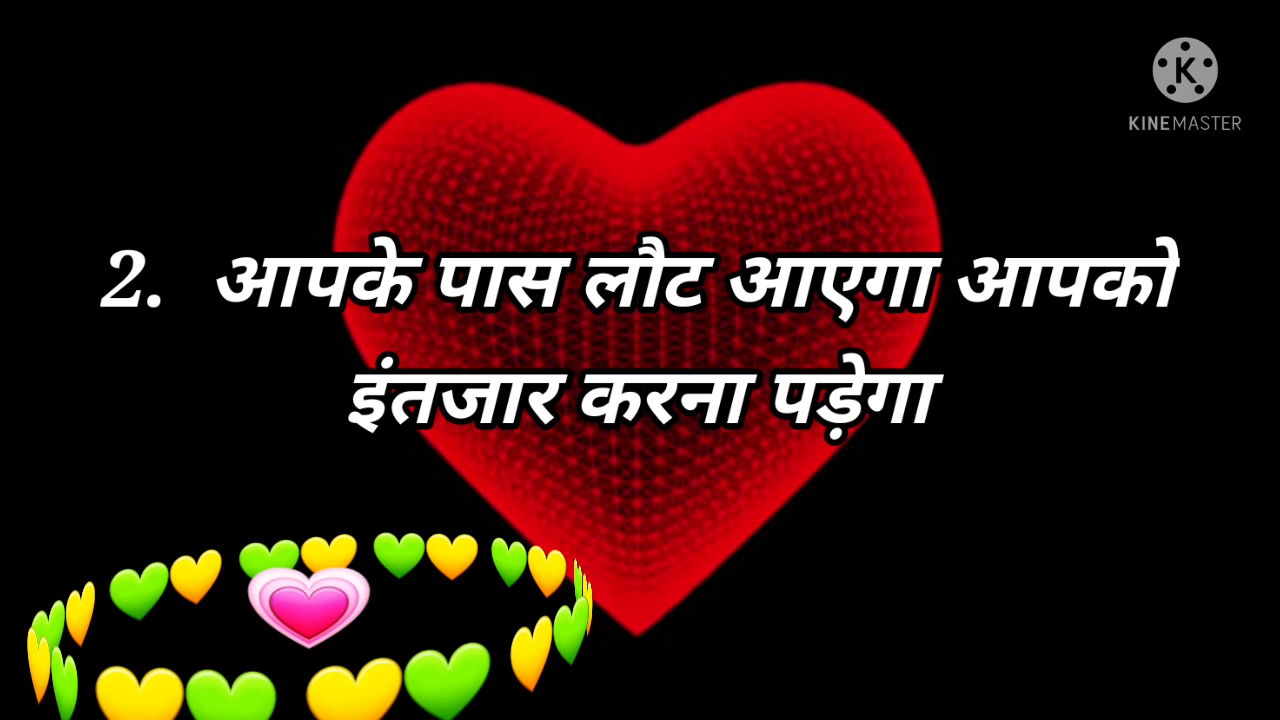 KINEMASTER
2. आपके पास लौट आएगा आपको
इंतजार करना पड़ेगा